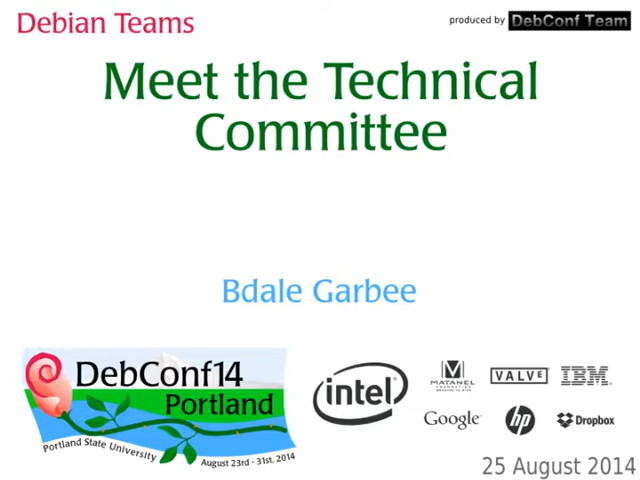 Debian Teams
produced by DebConf Team
Meet the Technical
Committee
Bdale Garbee
DebConf14
Portland
Portland State University
August 23rd - 31st, 2014
intel
MATANEL
FOUNDATION
VALVE
IBM
Google
hp
Dropbox
25 August 2014